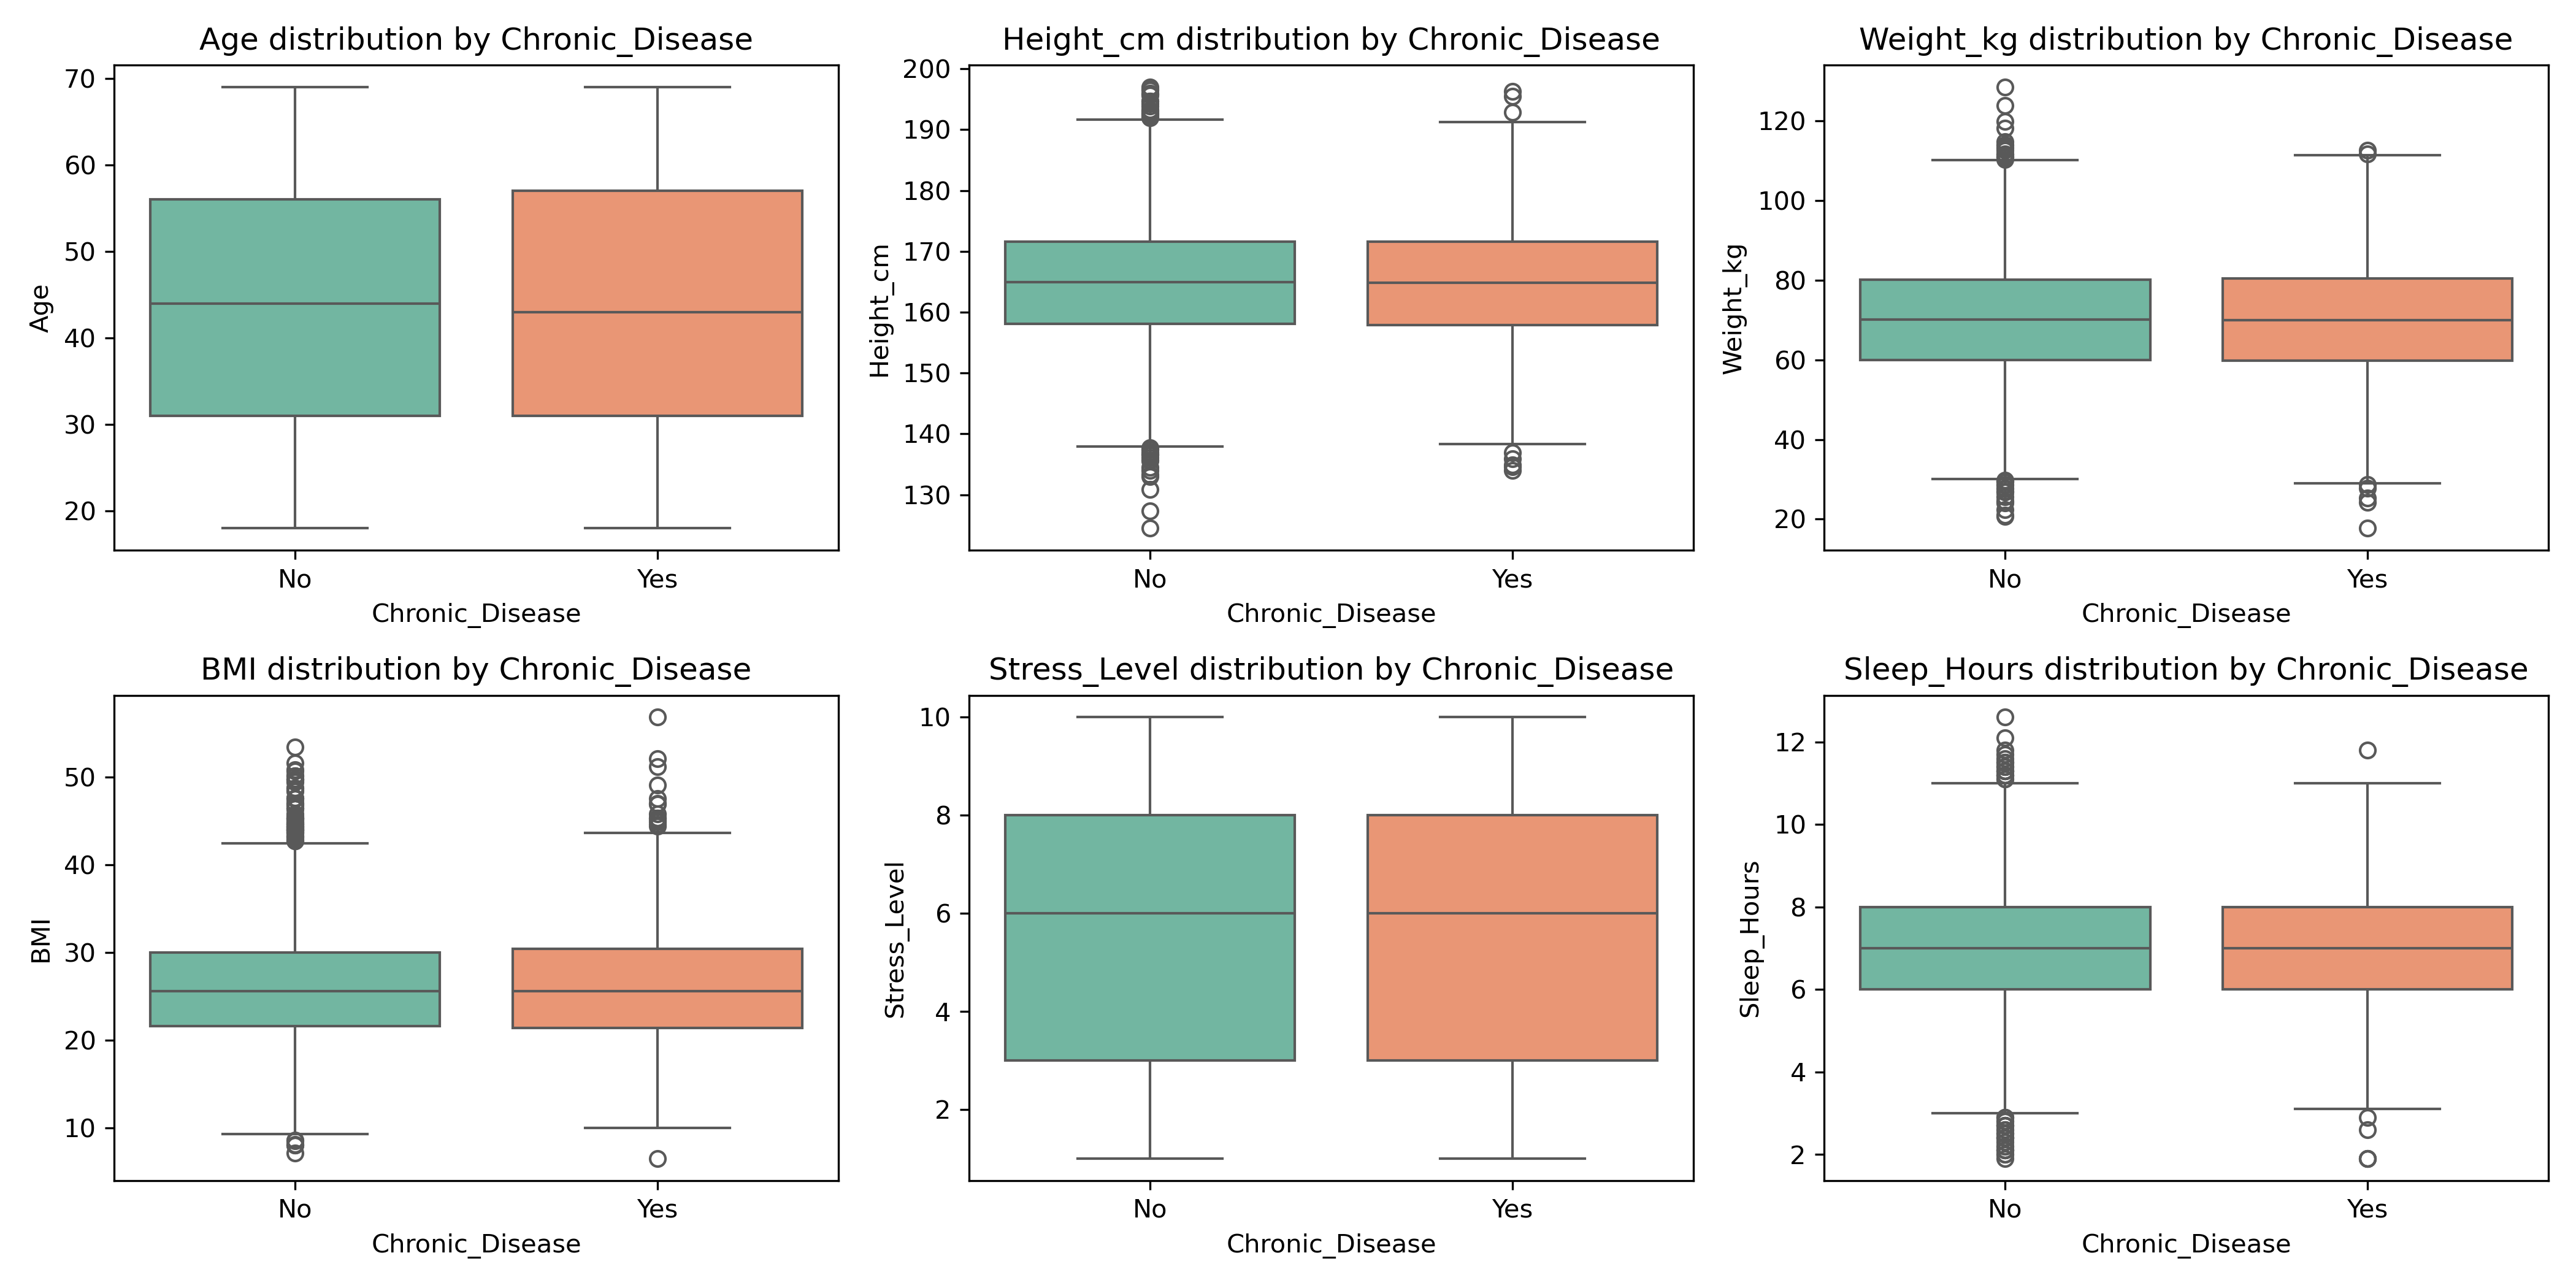 Age distribution by Chronic_Disease
70
60
50
40
30
20
Age
No
Yes
Chronic_Disease
Height_cm distribution by Chronic_Disease
200
190
180
170
160
150
140
130
Height_cm
No
Yes
Chronic_Disease
Weight_kg distribution by Chronic_Disease
120
100
80
60
40
20
Weight_kg
No
Yes
Chronic_Disease
BMI distribution by Chronic_Disease
50
40
30
20
10
BMI
No
Yes
Chronic_Disease
Stress_Level distribution by Chronic_Disease
10
8
6
4
2
Stress_Level
No
Yes
Chronic_Disease
Sleep_Hours distribution by Chronic_Disease
12
10
8
6
4
2
Sleep_Hours
No
Yes
Chronic_Disease